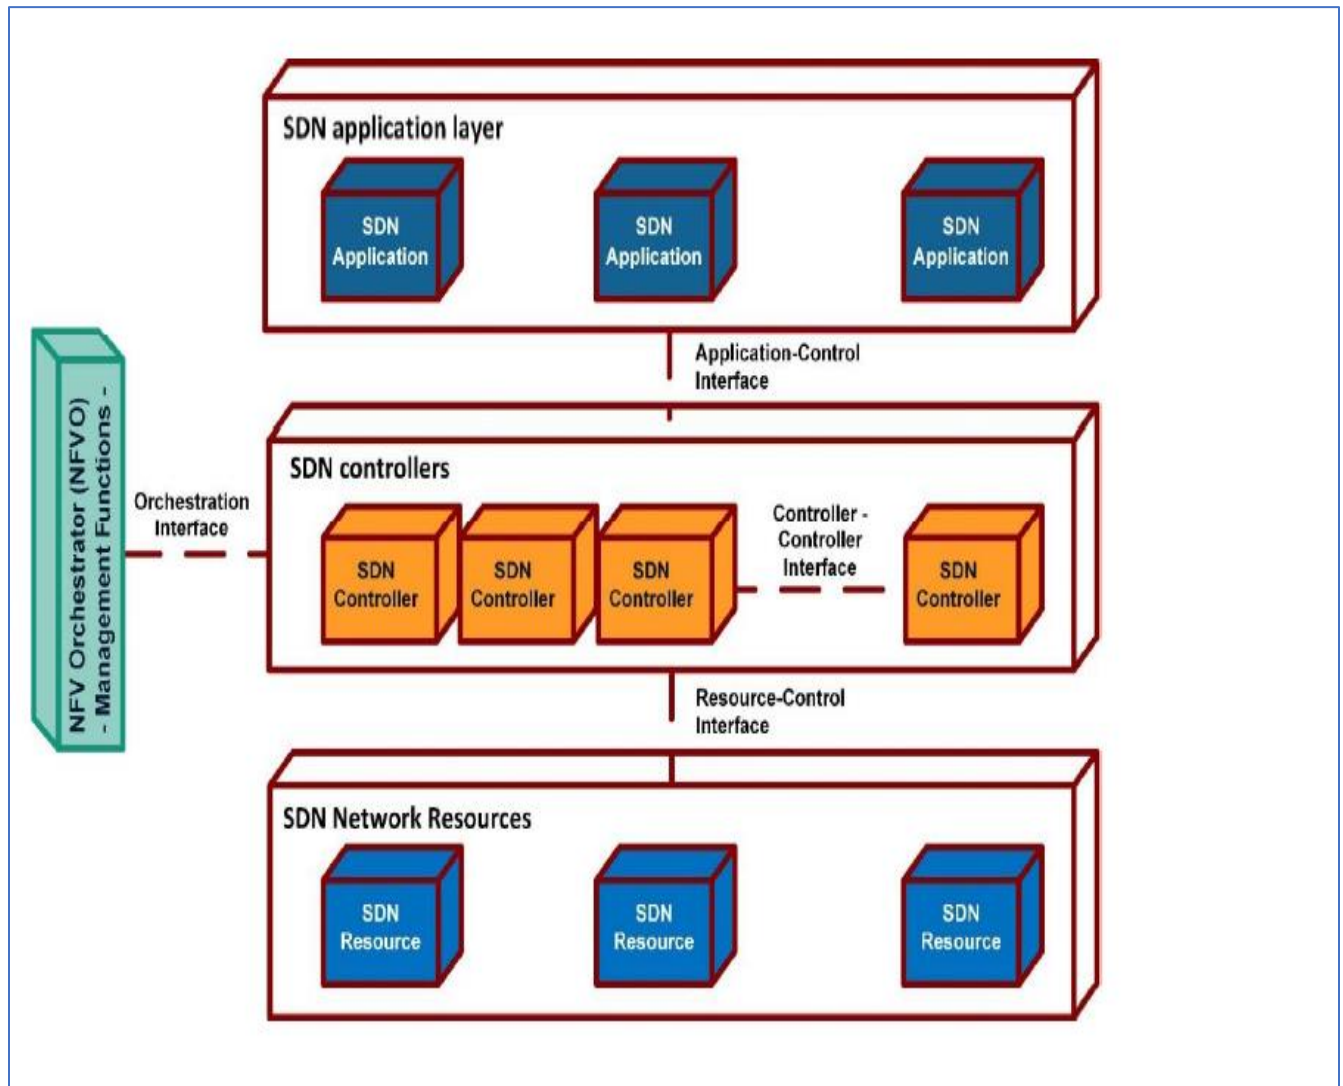 SDN application layer
SDN
Application
SDN
Application
SDN
Application
Application-Control
Interface
NFV Orchestrator (NFVO)
- Management Functions -
Orchestration
Interface
SDN controllers
SDN
Controller
SDN
Controller
SDN
Controller
Controller -
Controller
Interface
SDN
Controller
Resource-Control
Interface
SDN Network Resources
SDN
Resource
SDN
Resource
SDN
Resource